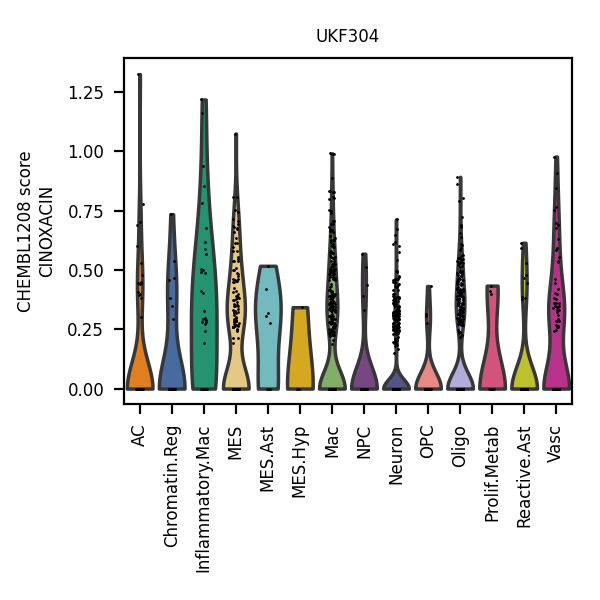 UKF304
CHEMBL1208 score
CINOXACIN
1.25
1.00
0.75
0.50
0.25
0.00
AC
Chromatin.Reg
Inflammatory.Mac
MES
MES.Ast
MES.Hyp
Mac
NPC
Neuron
OPC
Oligo
Prolif.Metab
Reactive.Ast
Vasc